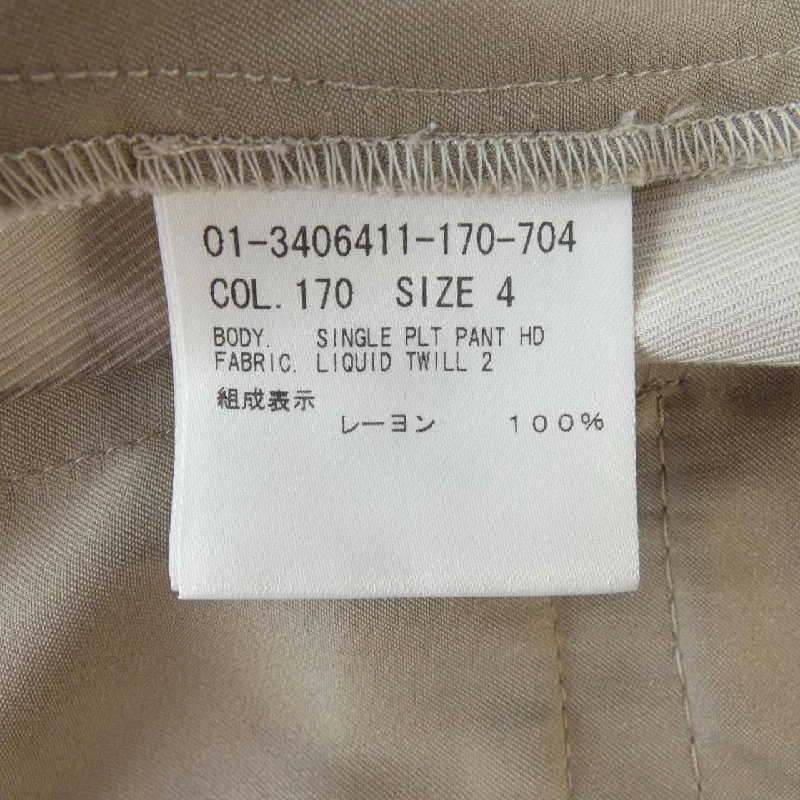 01-3406411-170-704
COL. 170 SIZE 4
BODY. SINGLE PLT PANT HD
FABRIC. LIQUID TWILL 2
組成表示
レーヨン 100%